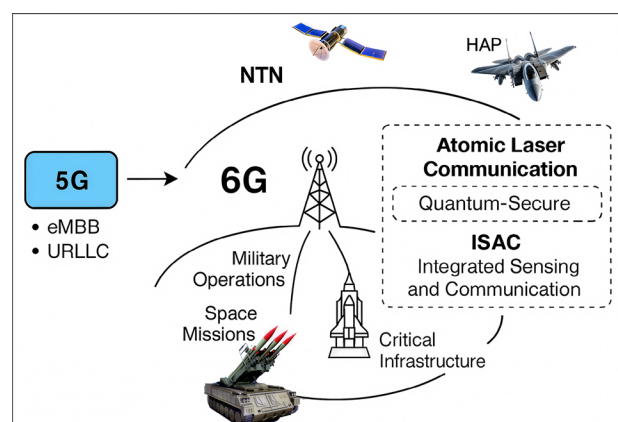 NTN
HAP
5G
• eMBB
• URLLC
6G
Atomic Laser
Communication
Quantum-Secure
ISAC
Integrated Sensing
and Communication
Military
Operations
Space
Missions
Critical
Infrastructure